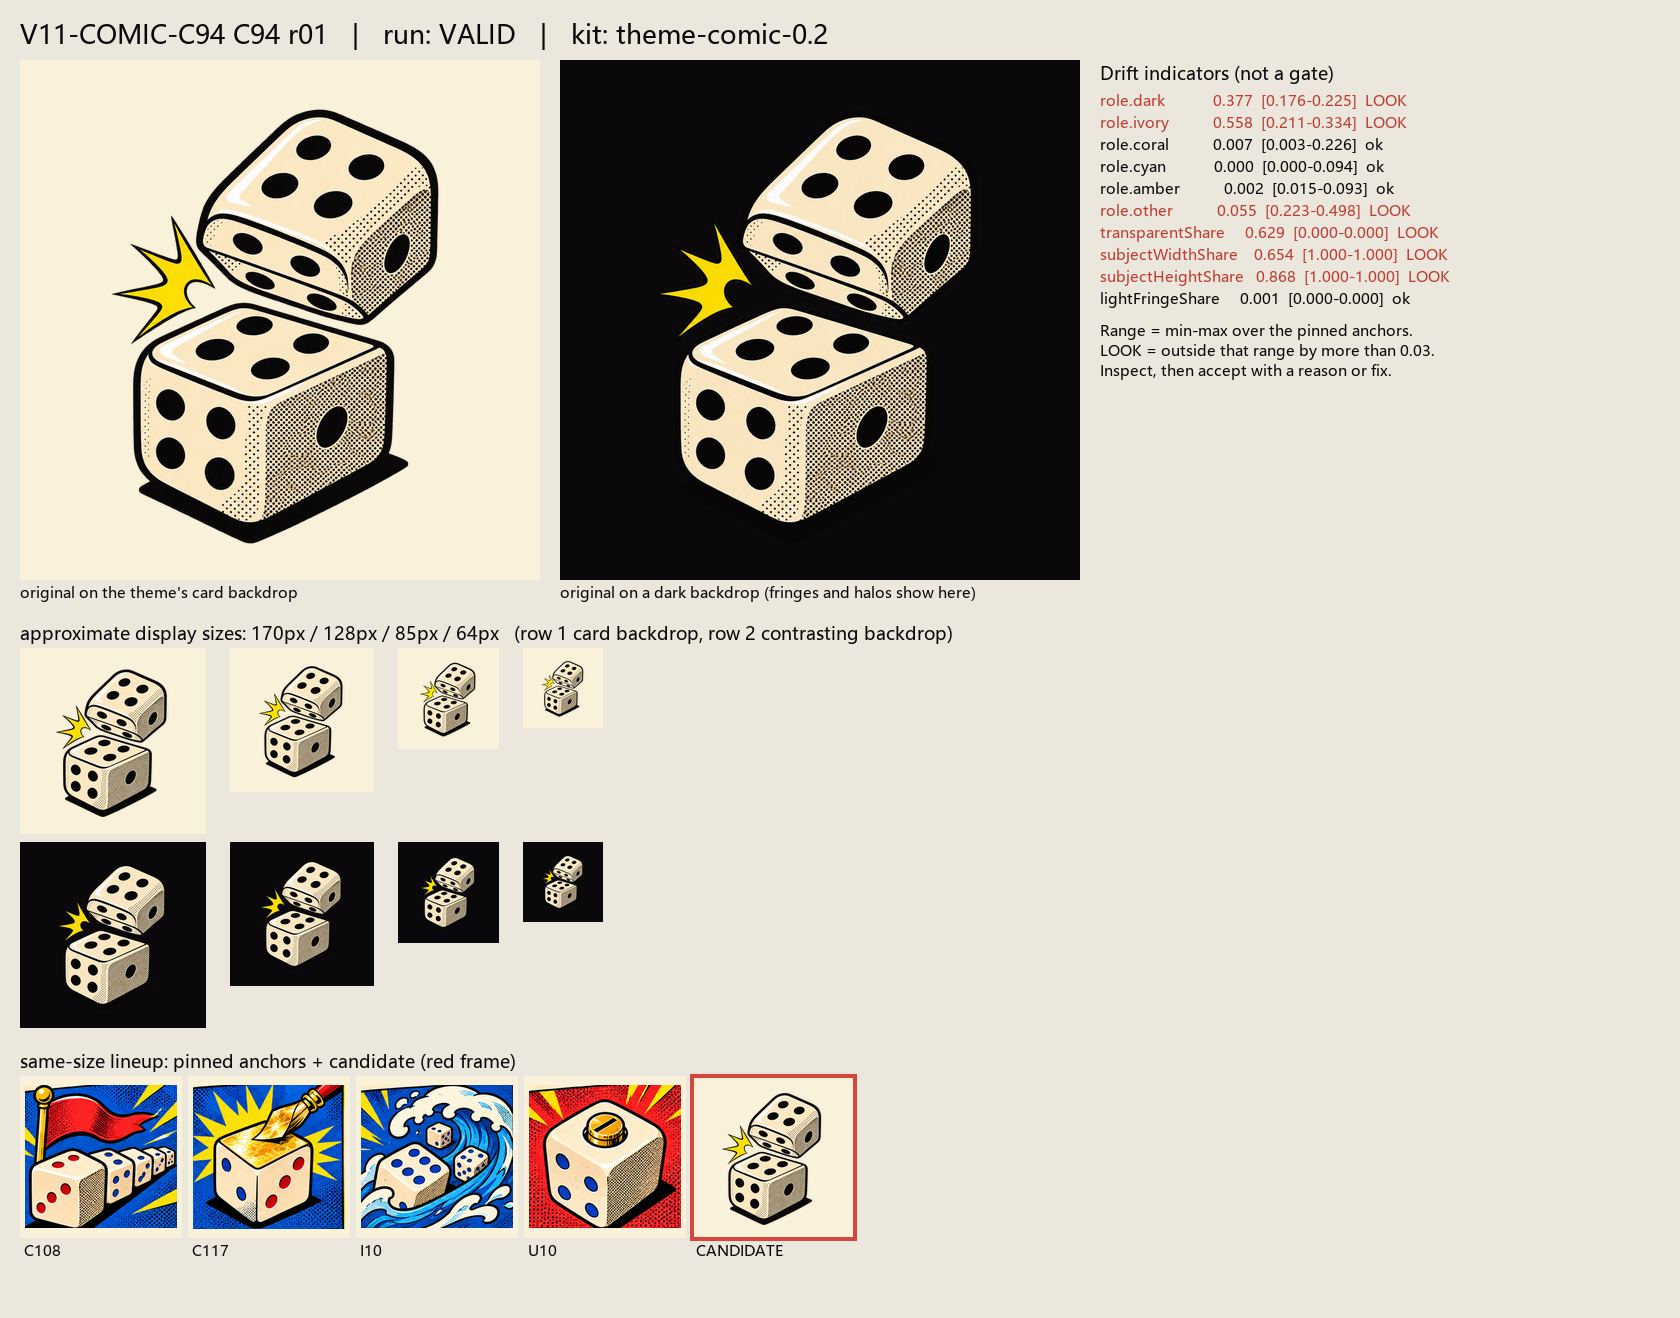 V11-COMIC-C94 C94 r01 | run: VALID | kit: theme-comic-0.2
Drift indicators (not a gate)
role.dark 0.377 [0.176-0.225] LOOK
role.ivory 0.558 [0.211-0.334] LOOK
role.coral 0.007 [0.003-0.226] ok
role.cyan 0.000 [0.000-0.094] ok
role.amber 0.002 [0.015-0.093] ok
role.other 0.055 [0.223-0.498] LOOK
transparentShare 0.629 [0.000-0.000] LOOK
subjectWidthShare 0.654 [1.000-1.000] LOOK
subjectHeightShare 0.868 [1.000-1.000] LOOK
lightFringeShare 0.001 [0.000-0.000] ok
Range = min-max over the pinned anchors.
LOOK = outside that range by more than 0.03.
Inspect, then accept with a reason or fix.
original on the theme's card backdrop
original on a dark backdrop (fringes and halos show here)
approximate display sizes: 170px / 128px / 85px / 64px (row 1 card backdrop, row 2 contrasting backdrop)
same-size lineup: pinned anchors + candidate (red frame)
C108
C117
I10
U10
CANDIDATE